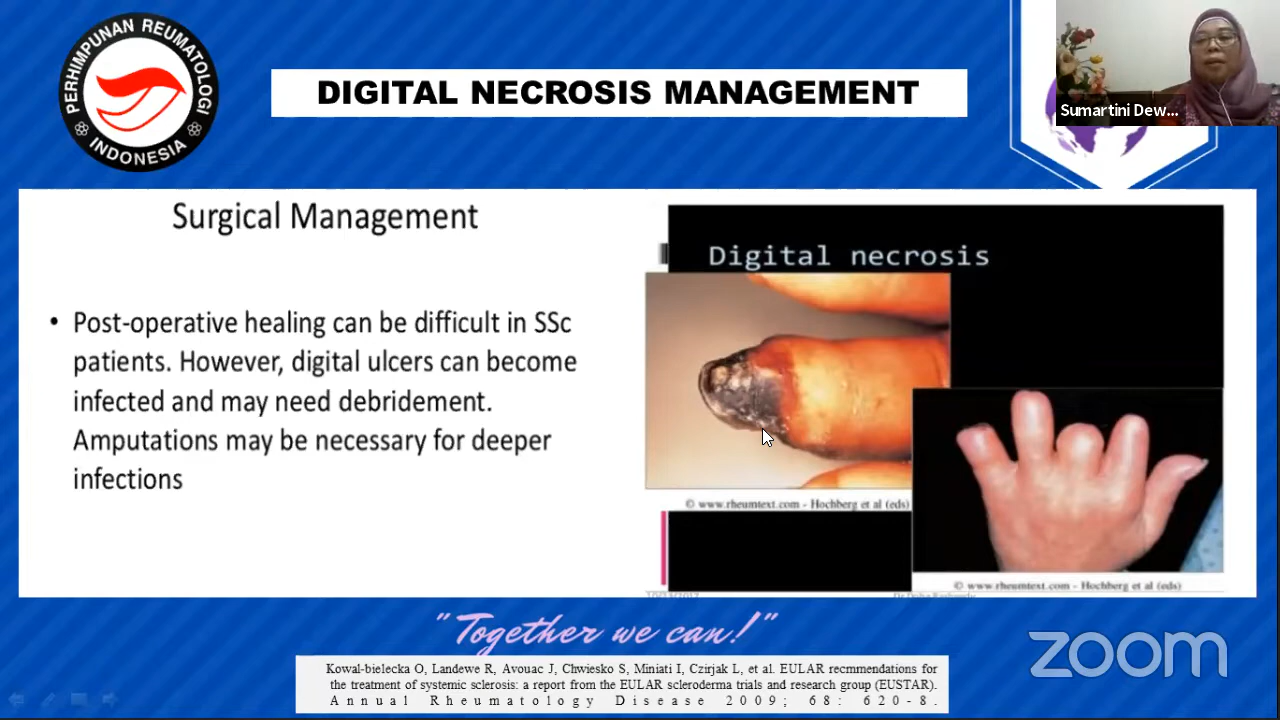 PERHIMPUNAN REUMATOLOGI
INDONESIA
DIGITAL NECROSIS MANAGEMENT
Sumartini Dew...
Surgical Management
• Post-operative healing can be difficult in SSc
patients. However, digital ulcers can become
infected and may need debridement.
Amputations may be necessary for deeper
infections
Digital necrosis
© www.rheumtext.com - Hochberg et al (eds)
© www.rheumtext.com - Hochberg et al (eds)
"Together we can!"
zoom
Kowal-bielecka O, Landewe R, Avouac J, Chwiesko S, Miniati I, Czirjak L, et al. EULAR recmmendations for
the treatment of systemic sclerosis: a report from the EULAR scleroderma trials and research group (EUSTAR).
Annual Rheumatology Disease 2009; 68: 620-8.